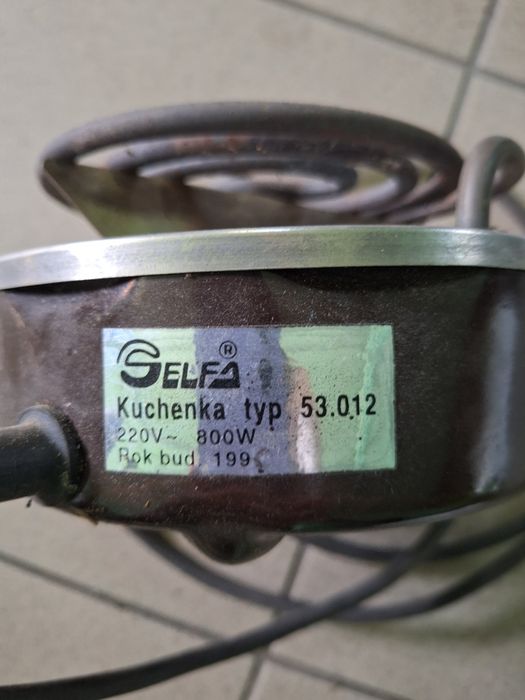 SELFA ®
Kuchenka typ 53.012
220V~ 800W
Rok bud. 199